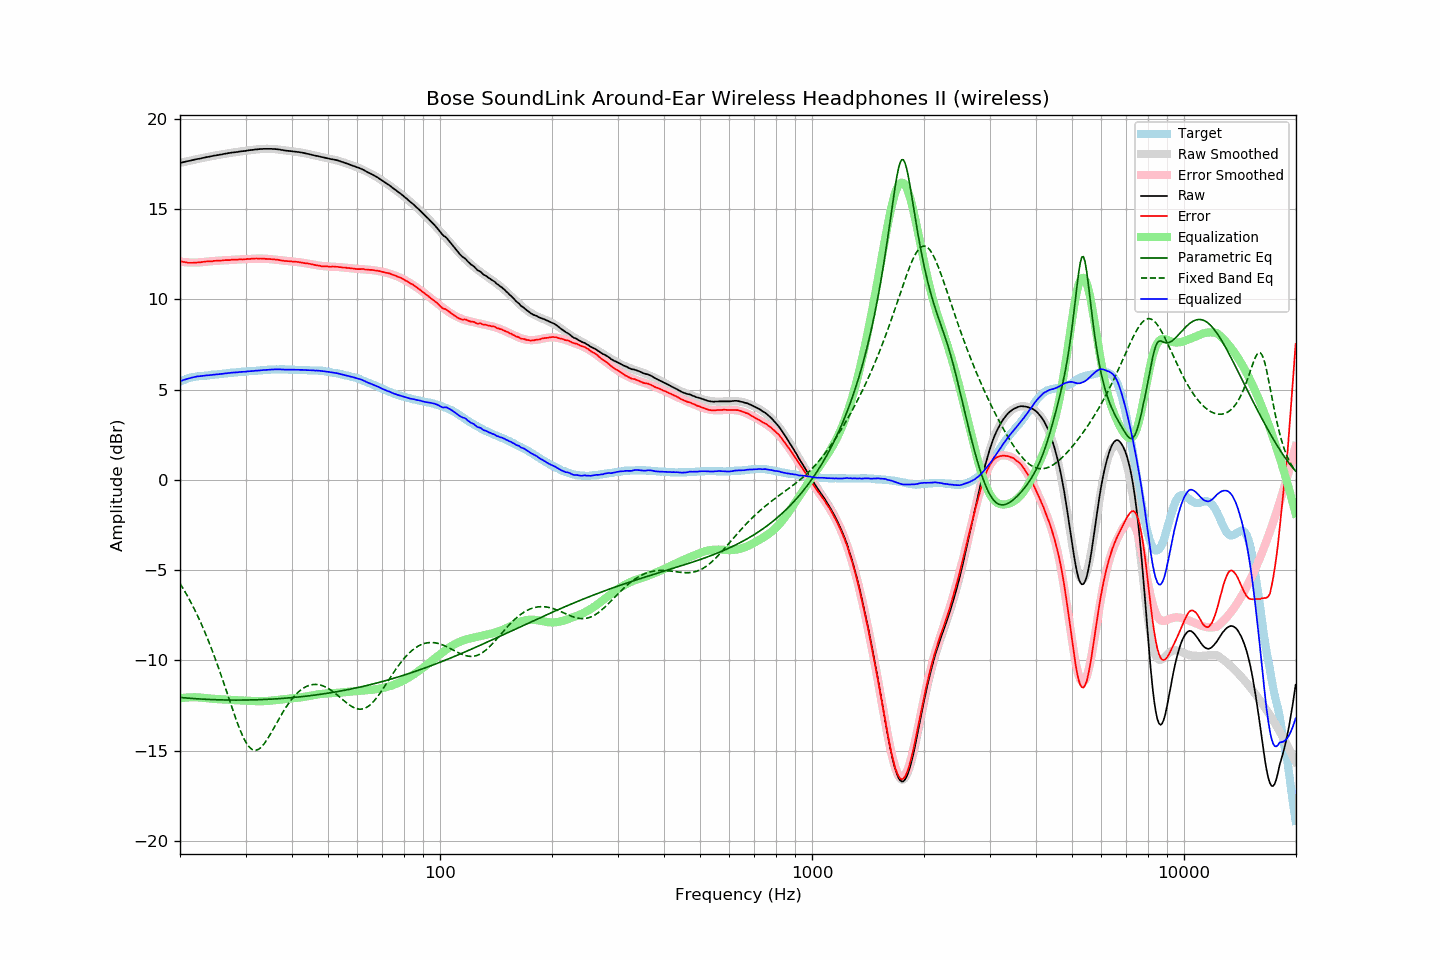 Bose SoundLink Around-Ear Wireless Headphones II (wireless)
20
15
10
5
0
−5
−10
−15
−20
Amplitude (dBr)
Target
Raw Smoothed
Error Smoothed
Raw
Error
Equalization
Parametric Eq
Fixed Band Eq
Equalized
100
1000
10000
Frequency (Hz)